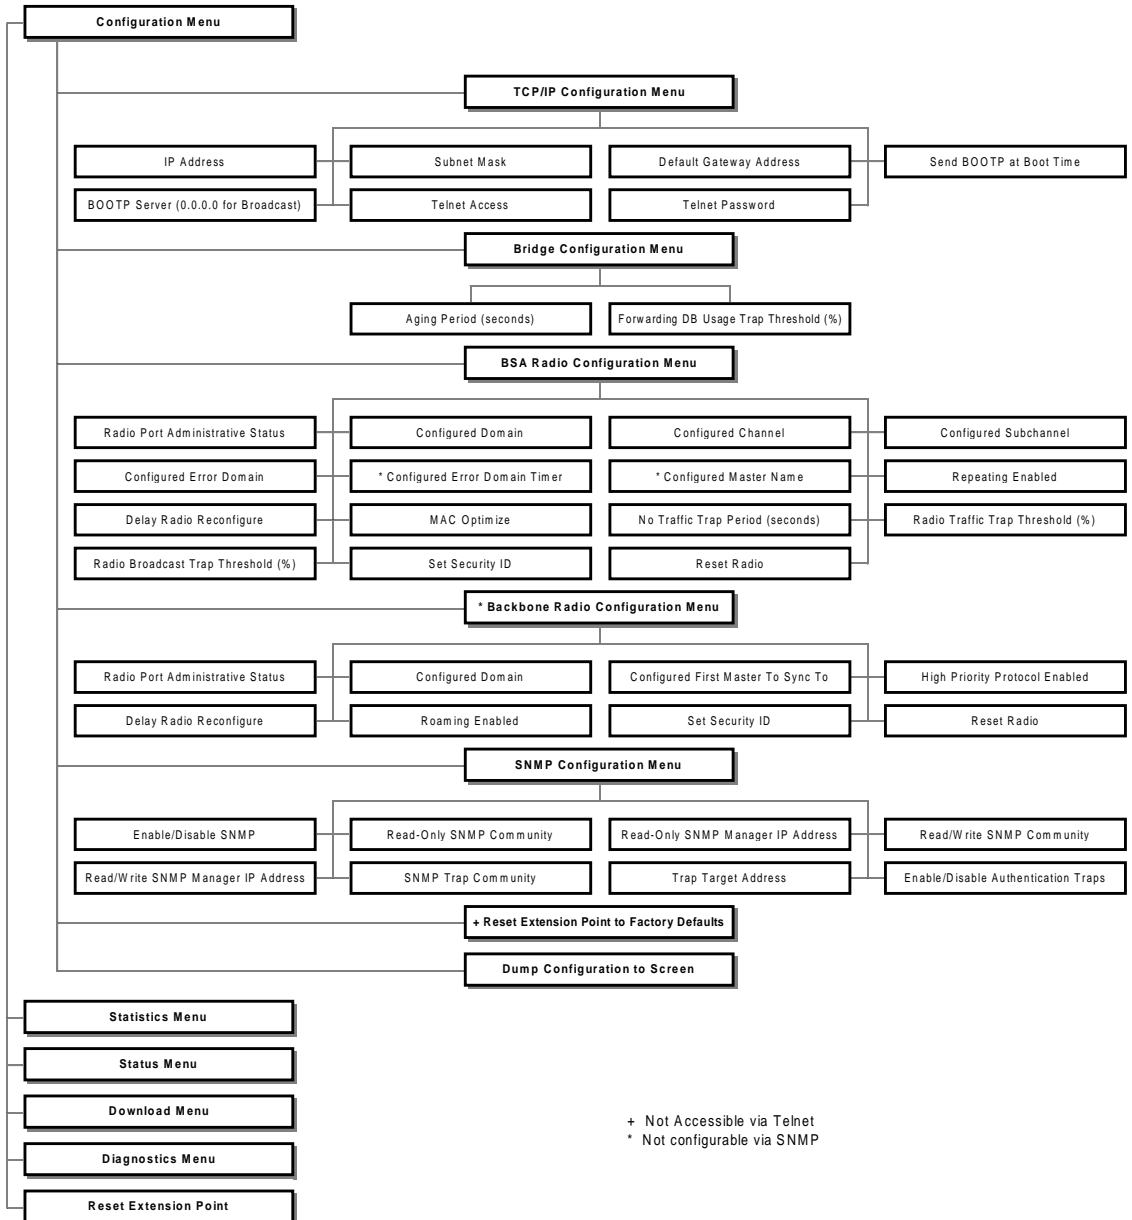 Configuration Menu
TCP/IP Configuration Menu
IP Address
Subnet Mask
Default Gateway Address
Send BOOTP at Boot Time
BOOTP Server (0.0.0.0 for Broadcast)
Telnet Access
Telnet Password
Bridge Configuration Menu
Aging Period (seconds)
Forwarding DB Usage Trap Threshold (%)
BSA Radio Configuration Menu
Radio Port Administrative Status
Configured Domain
Configured Channel
Configured Subchannel
Configured Error Domain
* Configured Error Domain Timer
* Configured Master Name
Repeating Enabled
Delay Radio Reconfigure
MAC Optimize
No Traffic Trap Period (seconds)
Radio Traffic Trap Threshold (%)
Radio Broadcast Trap Threshold (%)
Set Security ID
Reset Radio
* Backbone Radio Configuration Menu
Radio Port Administrative Status
Configured Domain
Configured First Master To Sync To
High Priority Protocol Enabled
Delay Radio Reconfigure
Roaming Enabled
Set Security ID
Reset Radio
SNMP Configuration Menu
Enable/Disable SNMP
Read-Only SNMP Community
Read-Only SNMP Manager IP Address
Read/Write SNMP Community
Read/Write SNMP Manager IP Address
SNMP Trap Community
Trap Target Address
Enable/Disable Authentication Traps
+ Reset Extension Point to Factory Defaults
Dump Configuration to Screen
Statistics Menu
Status Menu
Download Menu
Diagnostics Menu
Reset Extension Point
+ Not Accessible via Telnet
* Not configurable via SNMP